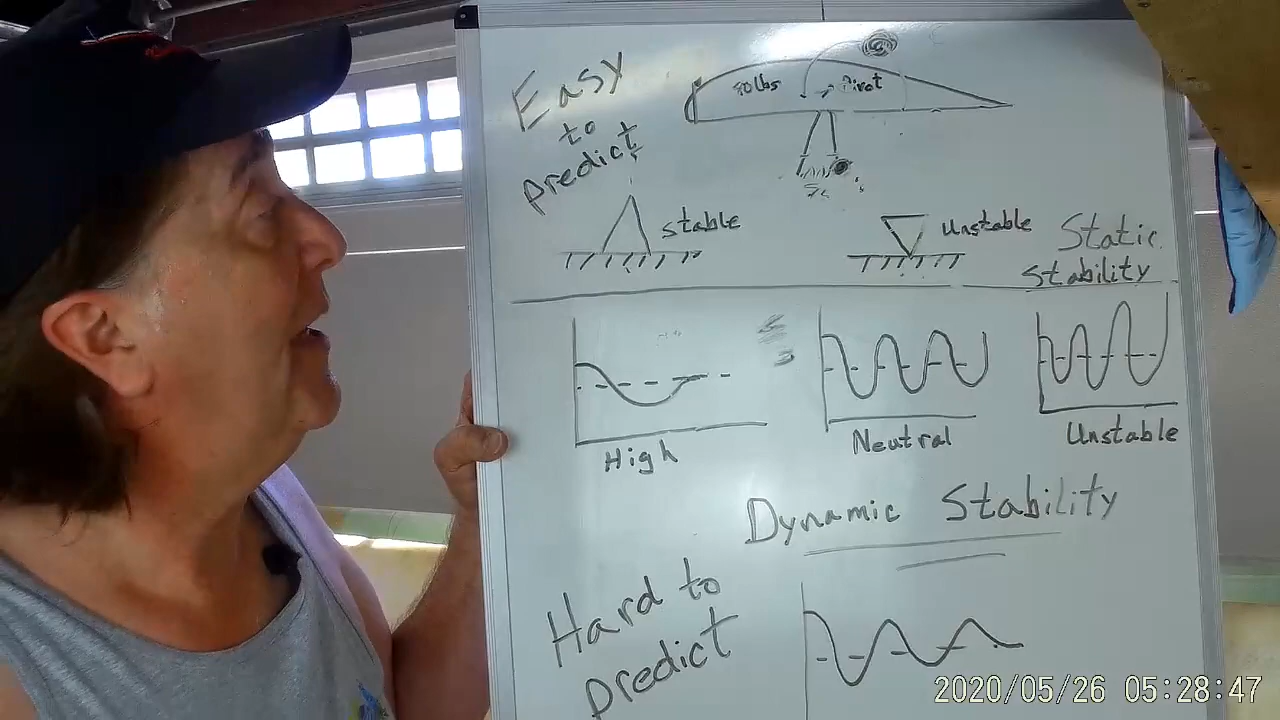 Easy
to
predict
90lbs
Pivot
stable
Unstable
Static
Stability
High
Neutral
Unstable
Dynamic Stability
Hard to
predict
2020/05/26 05:28:47